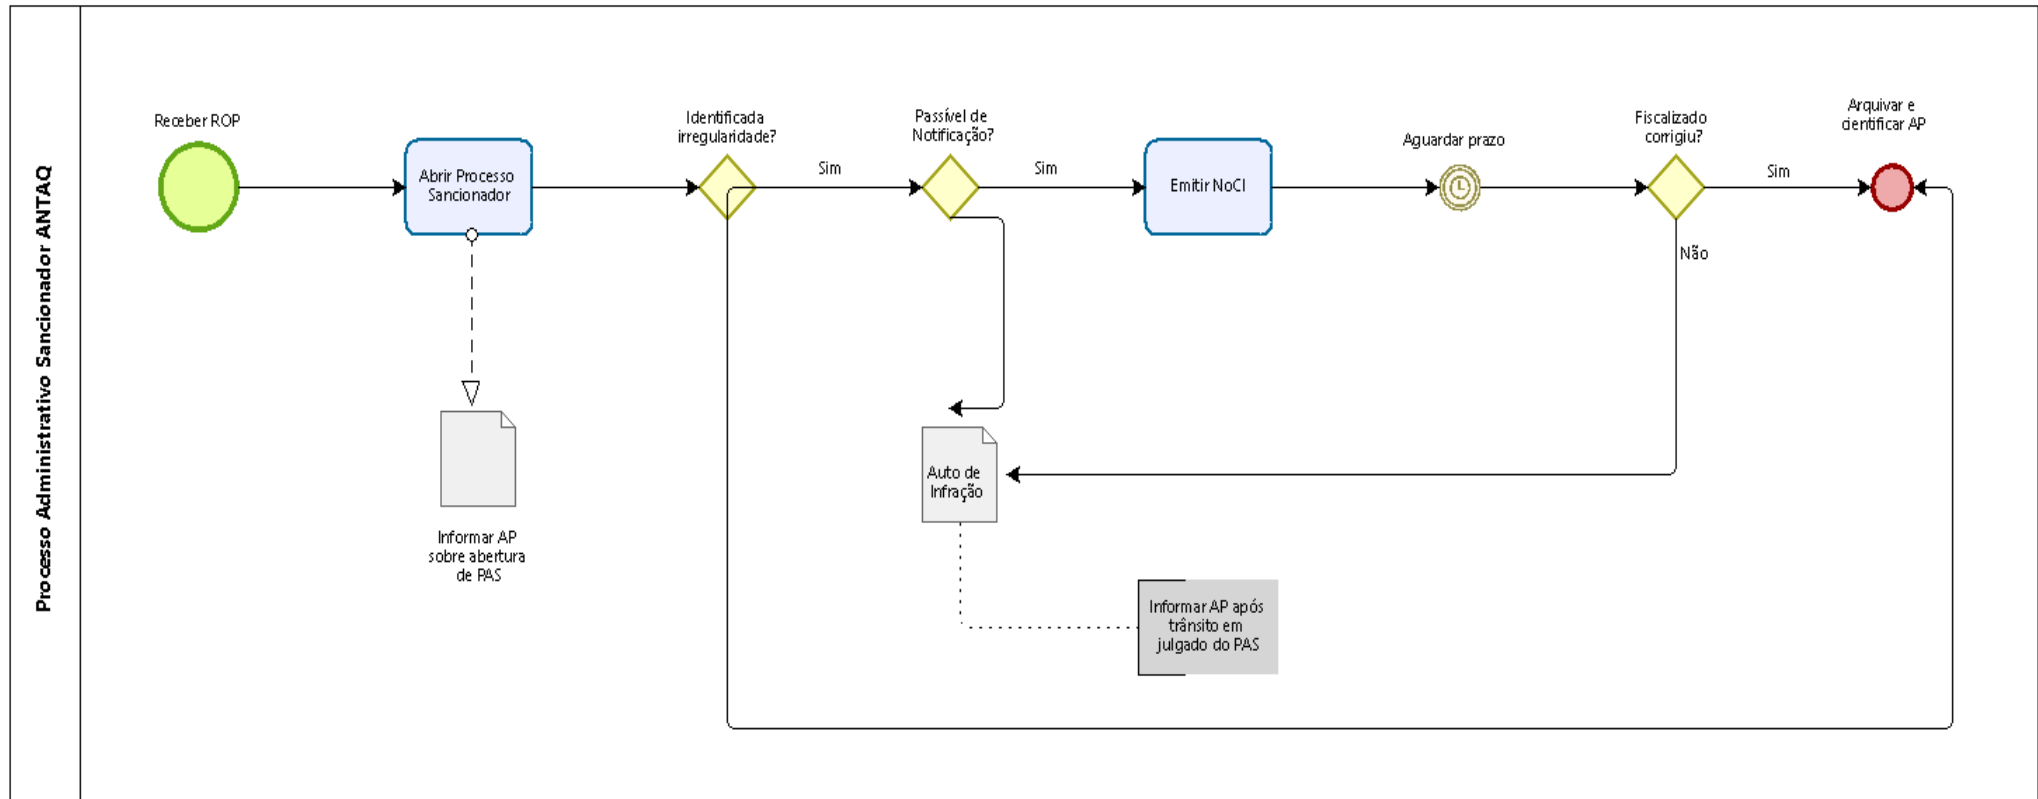 Processo Administrativo Sancionador ANTAQ
Receber ROP
Abrir Processo
Sancionador
Informar AP
sobre abertura
de PAS
Identificada
irregularidade?
Sim
Passível de
Notificação?
Sim
Emitir NoCI
Aguardar prazo
Fiscalizado
corrigiu?
Sim
Não
Arquivar e
cientificar AP
Auto de
Infração
Informar AP após
trânsito em
julgado do PAS